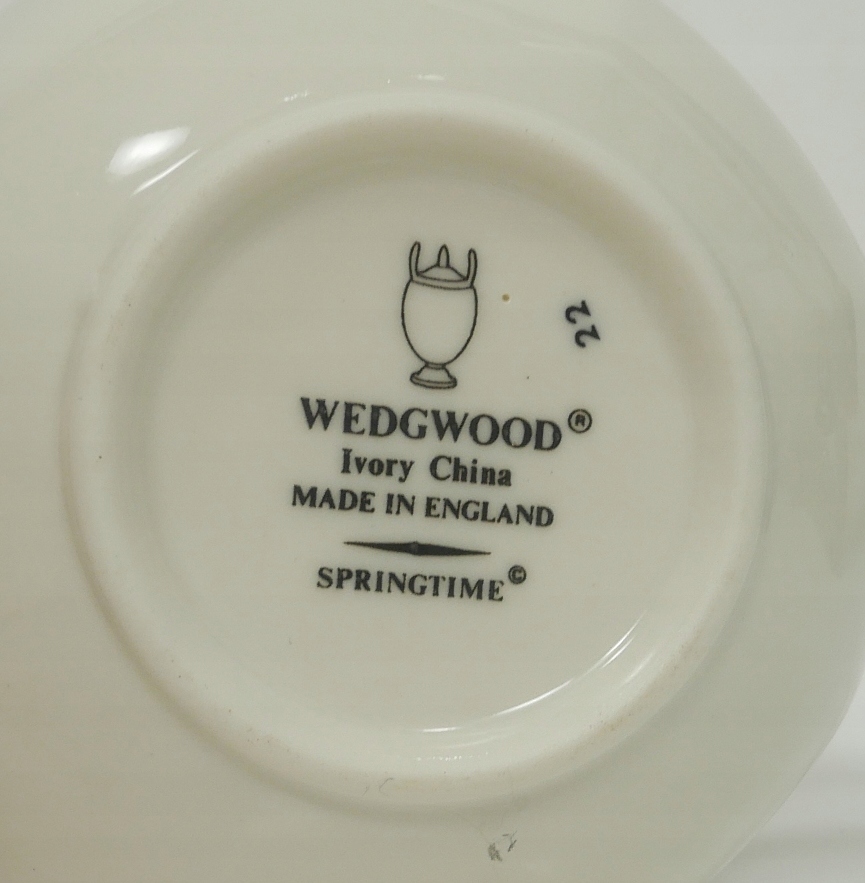 22
WEDGWOOD®
Ivory China
MADE IN ENGLAND
SPRINGTIME©